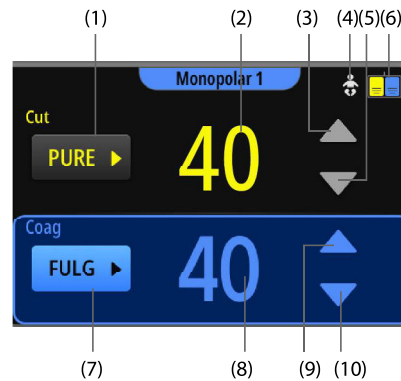 (1) (2) (3) (4) (5) (6)
Monopolar 1
Cut
PURE
40
Coag
FULG
40
(7) (8) (9) (10)